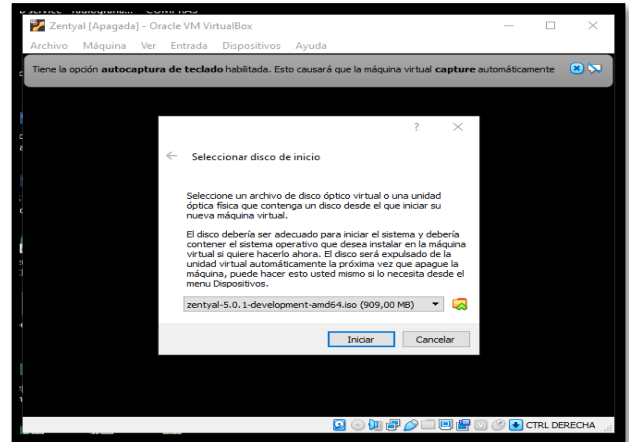 Zentyal [Apagada] - Oracle VM VirtualBox
Archivo Máquina Ver Entrada Dispositivos Ayuda
Tiene la opción autocaptura de teclado habilitada. Esto causará que la máquina virtual capture automáticamente
?
Seleccionar disco de inicio
Seleccione un archivo de disco óptico virtual o una unidad
óptica física que contenga un disco desde el que iniciar su
nueva máquina virtual.
El disco debería ser adecuado para iniciar el sistema y debería
contener el sistema operativo que desea instalar en la máquina
virtual si quiere hacerlo ahora. El disco será expulsado de la
unidad virtual automáticamente la próxima vez que apague la
máquina, puede hacer esto usted mismo si lo necesita desde el
menu Dispositivos.
zentyal-5.0.1-development-amd64.iso (909,00 MB)
Iniciar Cancelar
CTRL DERECHA